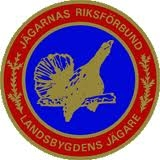 JÄGARNAS RIKSFÖRBUND
LANDSBYGDENS JÄGARE